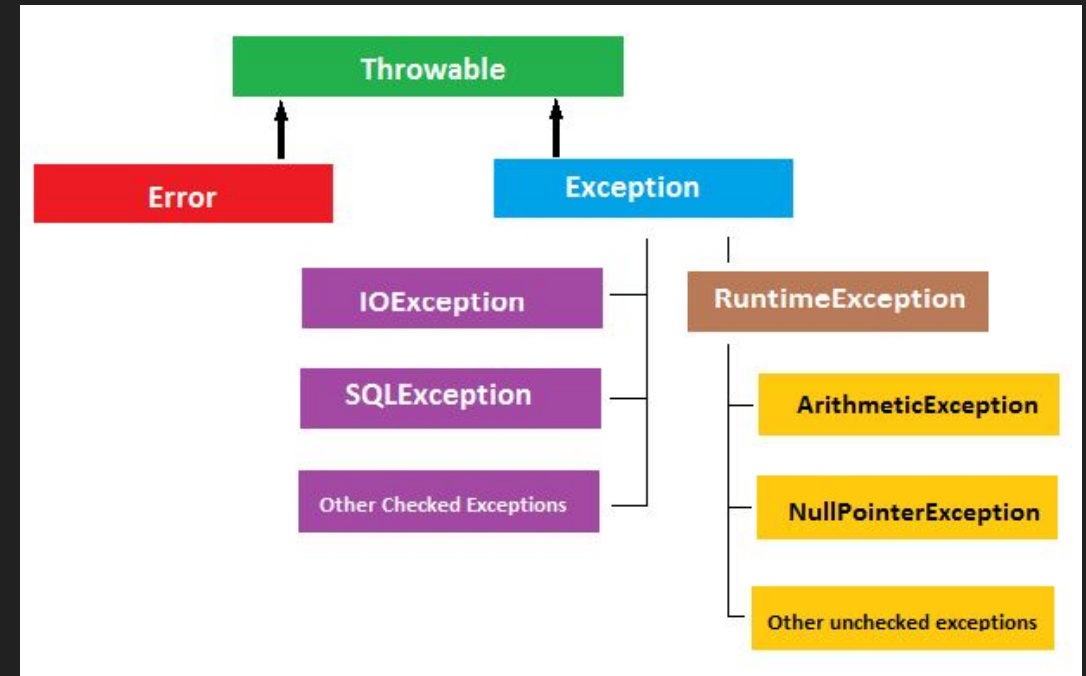 Throwable
Error
Exception
IOException
RuntimeException
SQLException
ArithmeticException
Other Checked Exceptions
NullPointerException
Other unchecked exceptions